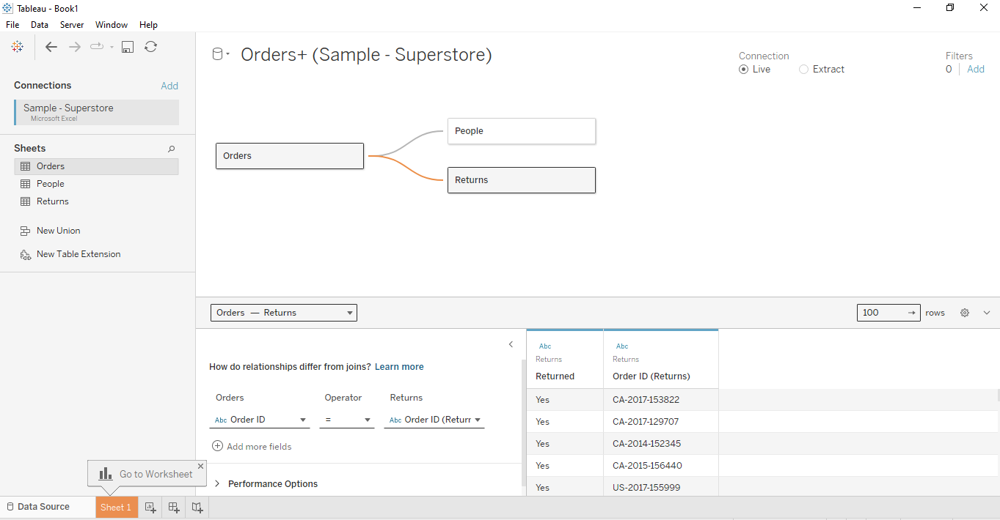 Tableau - Book1
File Data Server Window Help
Connections Add
Sample - Superstore
Microsoft Excel
Sheets
Orders
People
Returns
New Union
New Table Extension
Orders+ (Sample - Superstore)
Connection
Live Extract
Filters
0 Add
Orders
People
Returns
Orders — Returns
100 rows
How do relationships differ from joins? Learn more
Orders Operator Returns
Abc Order ID = Abc Order ID (Returr
Add more fields
Performance Options
Abc Abc
Returns Returns
Returned Order ID (Returns)
Yes CA-2017-153822
Yes CA-2017-129707
Yes CA-2014-152345
Yes CA-2015-156440
Yes US-2017-155999
Go to Worksheet
Data Source Sheet 1